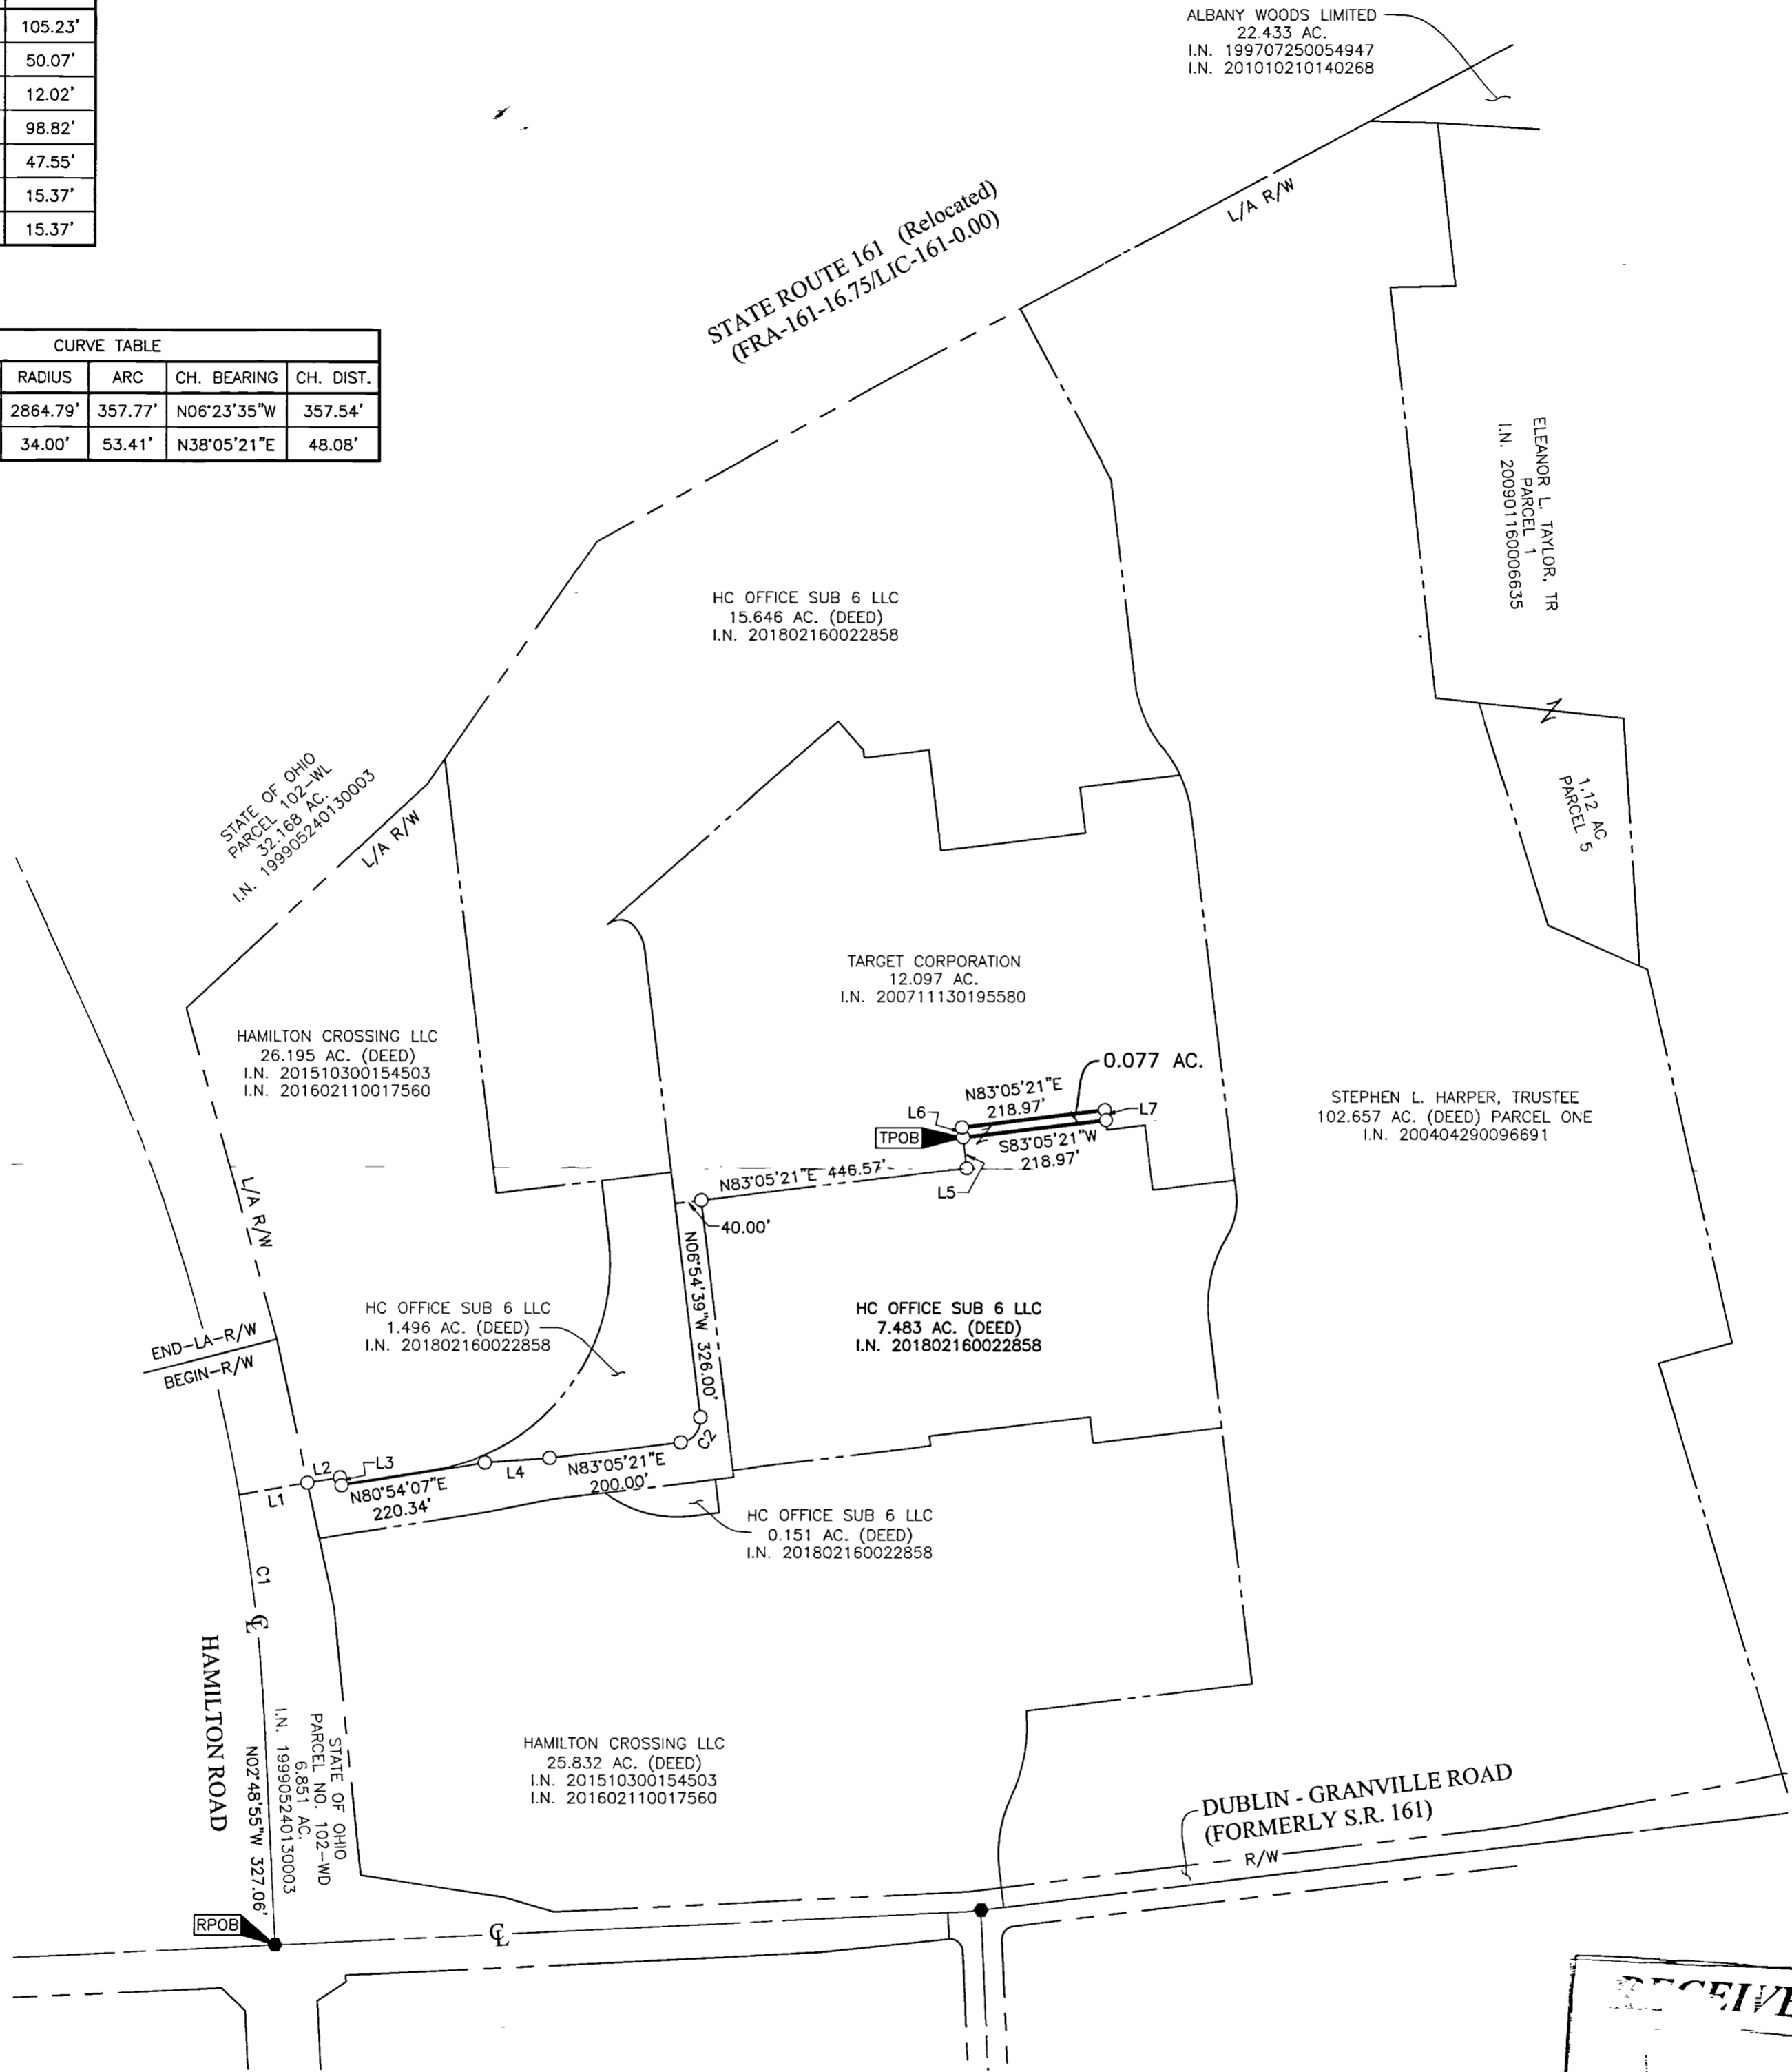 105.23'
50.07'
12.02'
98.82'
47.55'
15.37'
15.37'
CURVE TABLE
RADIUS ARC CH. BEARING CH. DIST.
2864.79' 357.77' N06°23'35"W 357.54'
34.00' 53.41' N38°05'21"E 48.08'
ALBANY WOODS LIMITED
22.433 AC.
I.N. 199707250054947
I.N. 201010210140268
L/A R/W
STATE ROUTE 161 (Relocated)
(FRA-161-16.75/LIC-161-0.00)
ELEANOR L. TAYLOR, TR
PARCEL 1
I.N. 200901160006635
HC OFFICE SUB 6 LLC
15.646 AC. (DEED)
I.N. 201802160022858
1.12 AC
PARCEL 5
STATE OF OHIO
PARCEL 102-WL
32.168 AC.
I.N. 199905240130003
L/A R/W
TARGET CORPORATION
12.097 AC.
I.N. 200711130195580
HAMILTON CROSSING LLC
26.195 AC. (DEED)
I.N. 201510300154503
I.N. 201602110017560
0.077 AC.
N83°05'21"E
218.97'
L6
L7
TPOB
S83°05'21"W
218.97'
L5
STEPHEN L. HARPER, TRUSTEE
102.657 AC. (DEED) PARCEL ONE
I.N. 200404290096691
N83°05'21"E 446.57'
40.00'
L/A R/W
N06°54'39"W 326.00'
HC OFFICE SUB 6 LLC
1.496 AC. (DEED)
I.N. 201802160022858
HC OFFICE SUB 6 LLC
7.483 AC. (DEED)
I.N. 201802160022858
END-LA-R/W
BEGIN-R/W
C2
L1
L2
L3
N80°54'07"E
220.34'
L4
N83°05'21"E
200.00'
HC OFFICE SUB 6 LLC
0.151 AC. (DEED)
I.N. 201802160022858
C1
℄
HAMILTON ROAD
N02°48'55"W 327.06'
STATE OF OHIO
PARCEL NO. 102-WD
6.851 AC.
I.N. 199905240130003
HAMILTON CROSSING LLC
25.832 AC. (DEED)
I.N. 201510300154503
I.N. 201602110017560
DUBLIN - GRANVILLE ROAD
(FORMERLY S.R. 161)
R/W
RPOB
℄